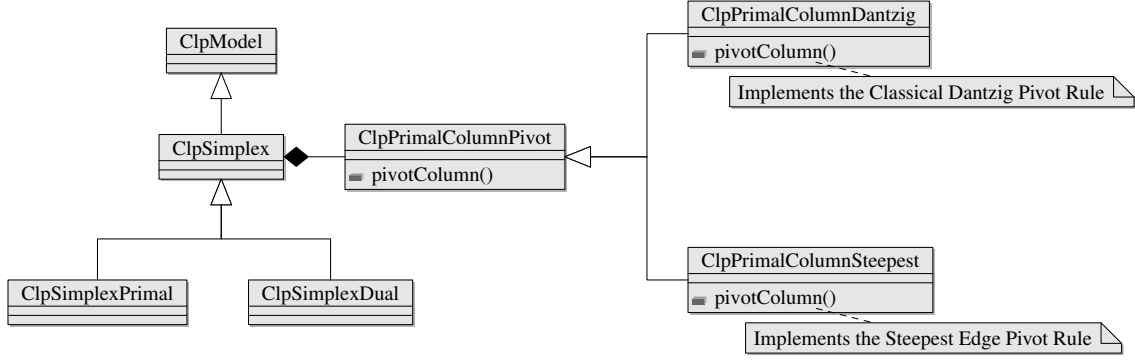 ClpPrimalColumnDantzig
pivotColumn()
Implements the Classical Dantzig Pivot Rule
ClpModel
ClpSimplex
ClpPrimalColumnPivot
pivotColumn()
ClpPrimalColumnSteepest
pivotColumn()
Implements the Steepest Edge Pivot Rule
ClpSimplexPrimal
ClpSimplexDual